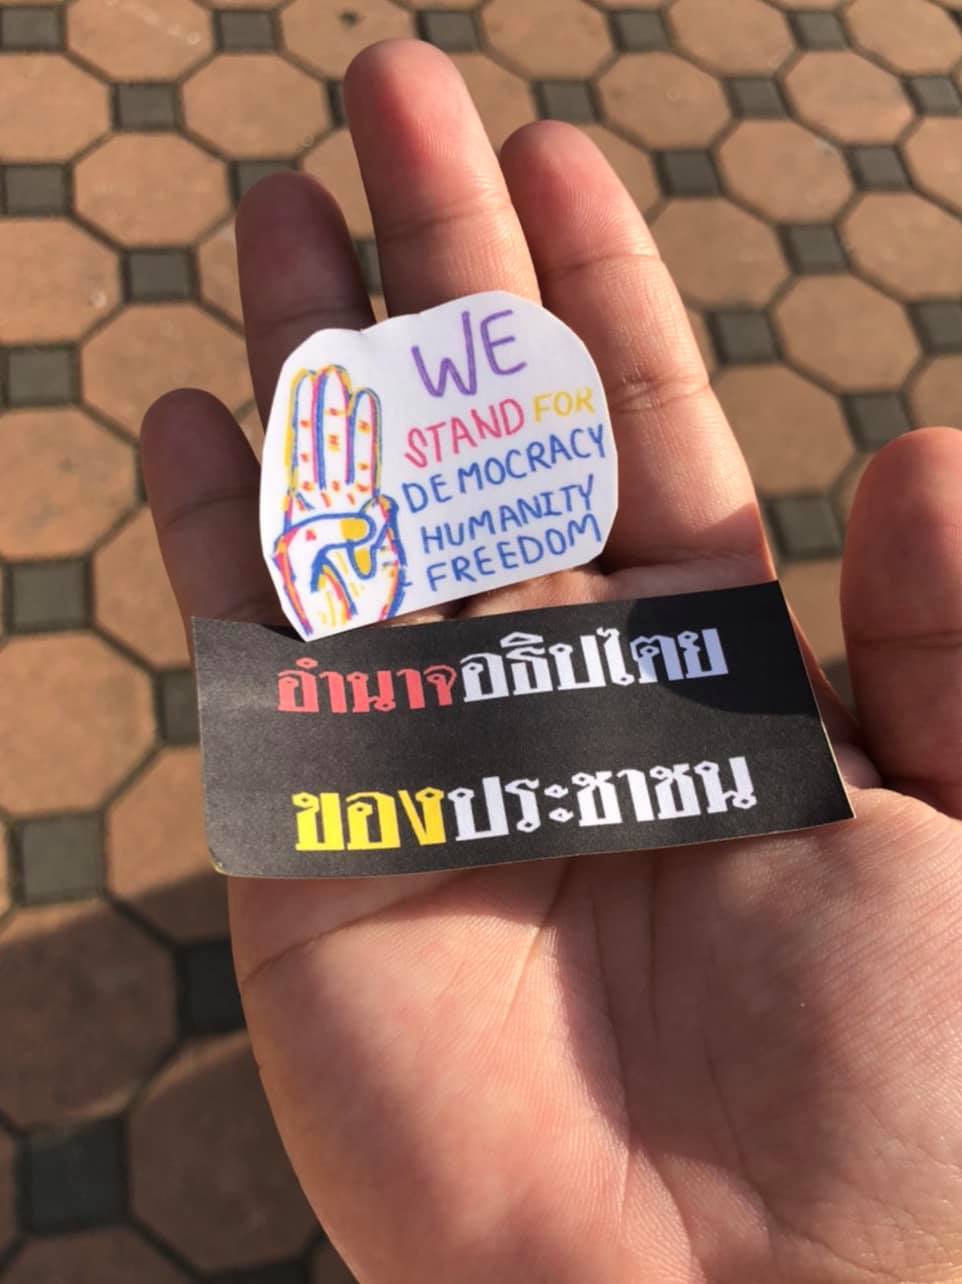 WE
STAND FOR
DEMOCRACY
HUMANITY
FREEDOM
อำนาจอธิปไตย
ของประชาชน